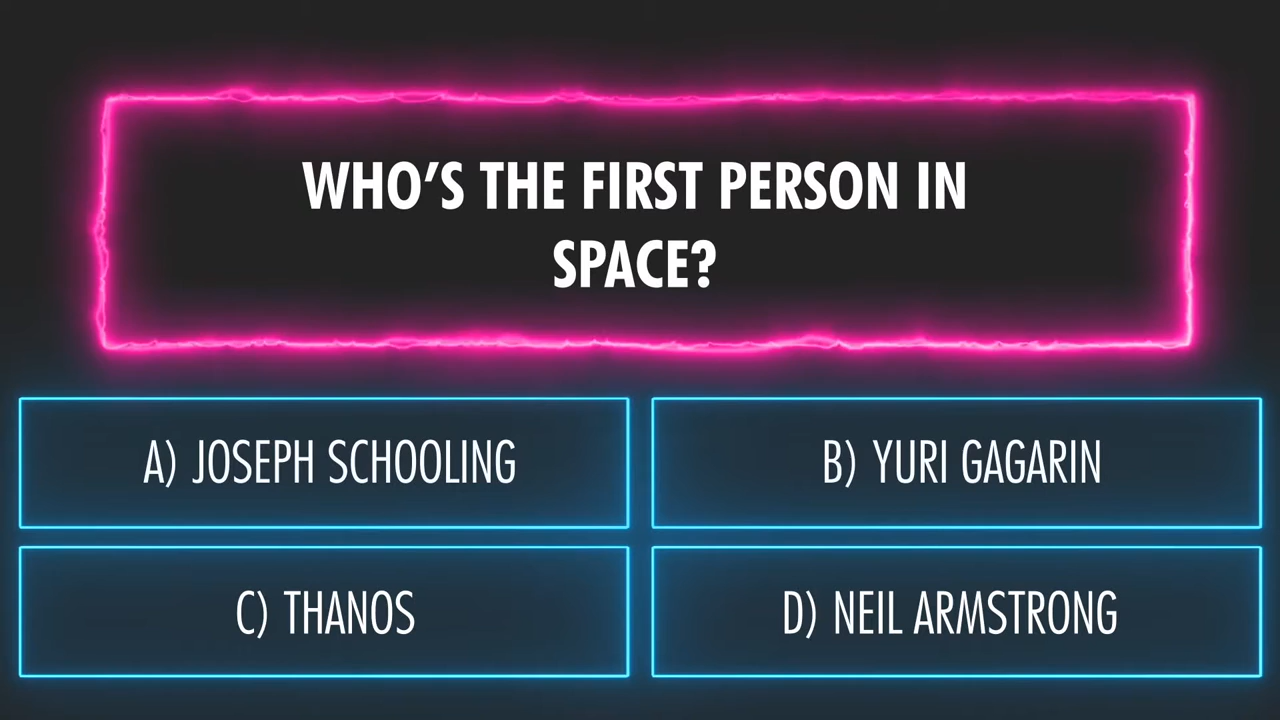 WHO’S THE FIRST PERSON IN
SPACE?
A) JOSEPH SCHOOLING
B) YURI GAGARIN
C) THANOS
D) NEIL ARMSTRONG